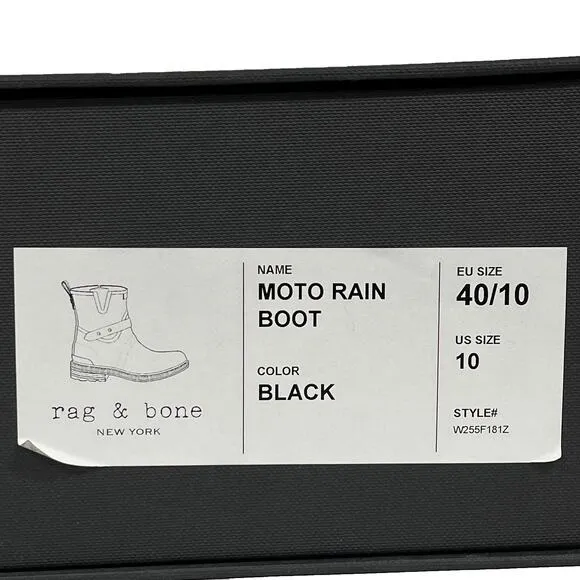 rag & bone
NEW YORK
NAME
MOTO RAIN
BOOT
COLOR
BLACK
EU SIZE
40/10
US SIZE
10
STYLE#
W255F181Z